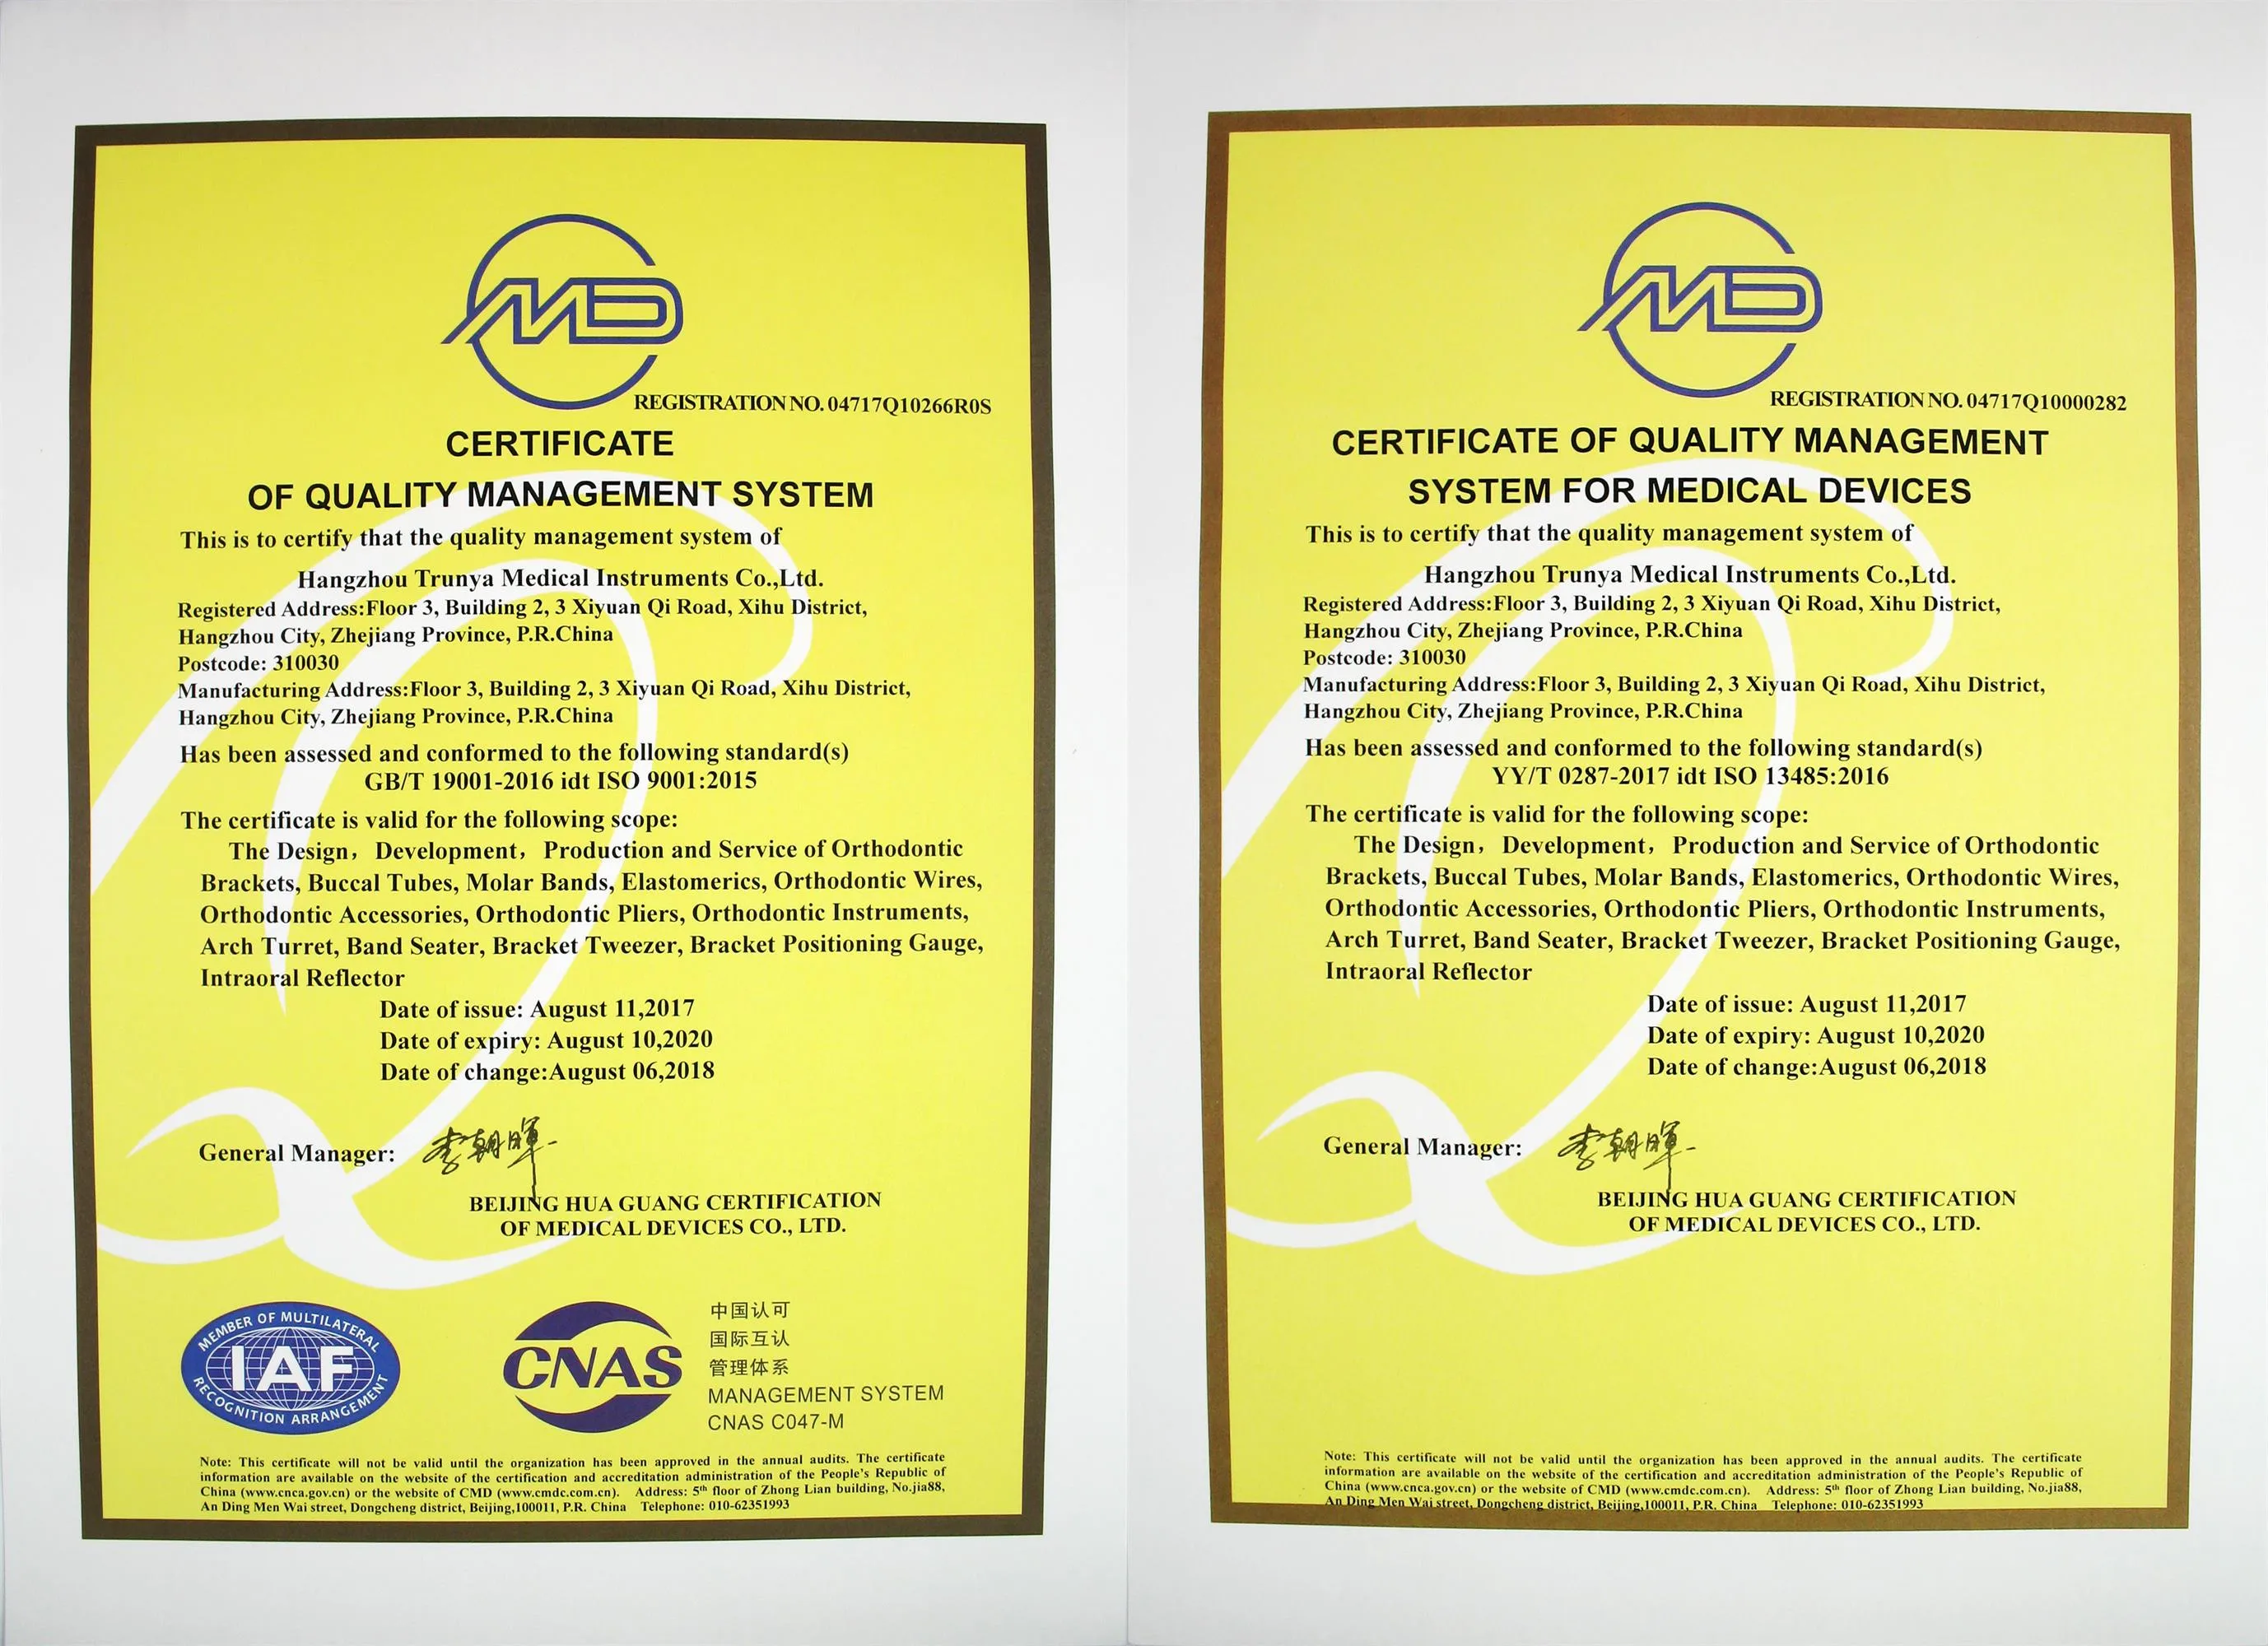 MD
REGISTRATION NO. 04717Q10266R0S
CERTIFICATE
OF QUALITY MANAGEMENT SYSTEM
This is to certify that the quality management system of
Hangzhou Trunya Medical Instruments Co.,Ltd.
Registered Address:Floor 3, Building 2, 3 Xiyuan Qi Road, Xihu District,
Hangzhou City, Zhejiang Province, P.R.China
Postcode: 310030
Manufacturing Address:Floor 3, Building 2, 3 Xiyuan Qi Road, Xihu District,
Hangzhou City, Zhejiang Province, P.R.China
Has been assessed and conformed to the following standard(s)
GB/T 19001-2016 idt ISO 9001:2015
The certificate is valid for the following scope:
The Design， Development， Production and Service of Orthodontic
Brackets, Buccal Tubes, Molar Bands, Elastomerics, Orthodontic Wires,
Orthodontic Accessories, Orthodontic Pliers, Orthodontic Instruments,
Arch Turret, Band Seater, Bracket Tweezer, Bracket Positioning Gauge,
Intraoral Reflector
Date of issue: August 11,2017
Date of expiry: August 10,2020
Date of change:August 06,2018
General Manager: 李朝暉
BEIJING HUA GUANG CERTIFICATION
OF MEDICAL DEVICES CO., LTD.
MEMBER OF MULTILATERAL
IAF
RECOGNITION ARRANGEMENT
CNAS
中国认可
国际互认
管理体系
MANAGEMENT SYSTEM
CNAS C047-M
Note: This certificate will not be valid until the organization has been approved in the annual audits. The certificate
information are available on the website of the certification and accreditation administration of the People's Republic of
China (www.cnca.gov.cn) or the website of CMD (www.cmdc.com.cn). Address: 5th floor of Zhong Lian building, No.jia88,
An Ding Men Wai street, Dongcheng district, Beijing,100011, P.R. China Telephone: 010-62351993
MD
REGISTRATION NO. 04717Q10000282
CERTIFICATE OF QUALITY MANAGEMENT
SYSTEM FOR MEDICAL DEVICES
This is to certify that the quality management system of
Hangzhou Trunya Medical Instruments Co.,Ltd.
Registered Address:Floor 3, Building 2, 3 Xiyuan Qi Road, Xihu District,
Hangzhou City, Zhejiang Province, P.R.China
Postcode: 310030
Manufacturing Address:Floor 3, Building 2, 3 Xiyuan Qi Road, Xihu District,
Hangzhou City, Zhejiang Province, P.R.China
Has been assessed and conformed to the following standard(s)
YY/T 0287-2017 idt ISO 13485:2016
The certificate is valid for the following scope:
The Design， Development， Production and Service of Orthodontic
Brackets, Buccal Tubes, Molar Bands, Elastomerics, Orthodontic Wires,
Orthodontic Accessories, Orthodontic Pliers, Orthodontic Instruments,
Arch Turret, Band Seater, Bracket Tweezer, Bracket Positioning Gauge,
Intraoral Reflector
Date of issue: August 11,2017
Date of expiry: August 10,2020
Date of change:August 06,2018
General Manager: 李朝暉
BEIJING HUA GUANG CERTIFICATION
OF MEDICAL DEVICES CO., LTD.
Note: This certificate will not be valid until the organization has been approved in the annual audits. The certificate
information are available on the website of the certification and accreditation administration of the People's Republic of
China (www.cnca.gov.cn) or the website of CMD (www.cmdc.com.cn). Address: 5th floor of Zhong Lian building, No.jia88,
An Ding Men Wai street, Dongcheng district, Beijing,100011, P.R. China Telephone: 010-62351993